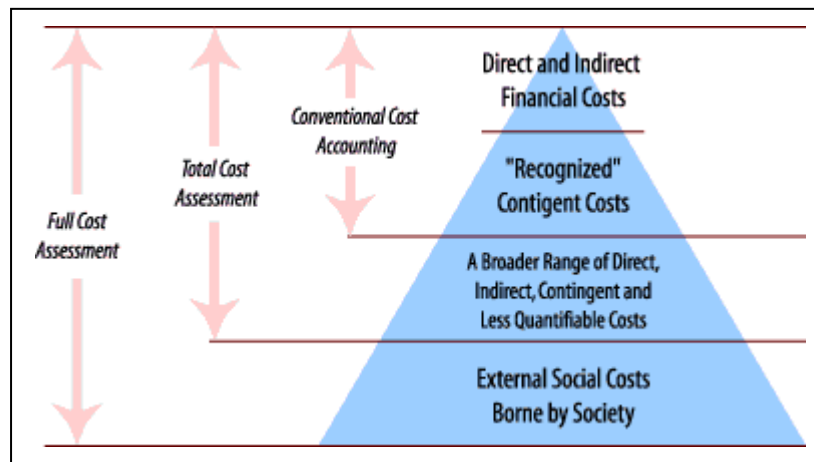 Direct and Indirect
Financial Costs
Conventional Cost
Accounting
Total Cost
Assessment
"Recognized"
Contigent Costs
Full Cost
Assessment
A Broader Range of Direct,
Indirect, Contingent and
Less Quantifiable Costs
External Social Costs
Borne by Society